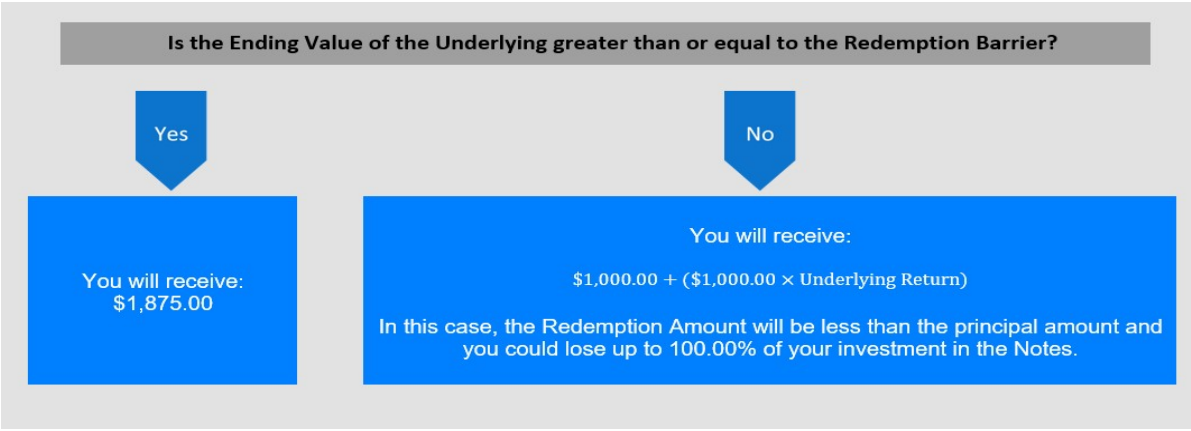 Is the Ending Value of the Underlying greater than or equal to the Redemption Barrier?
Yes
No
You will receive:
$1,875.00
You will receive:
$1,000.00 + ($1,000.00 × Underlying Return)
In this case, the Redemption Amount will be less than the principal amount and
you could lose up to 100.00% of your investment in the Notes.